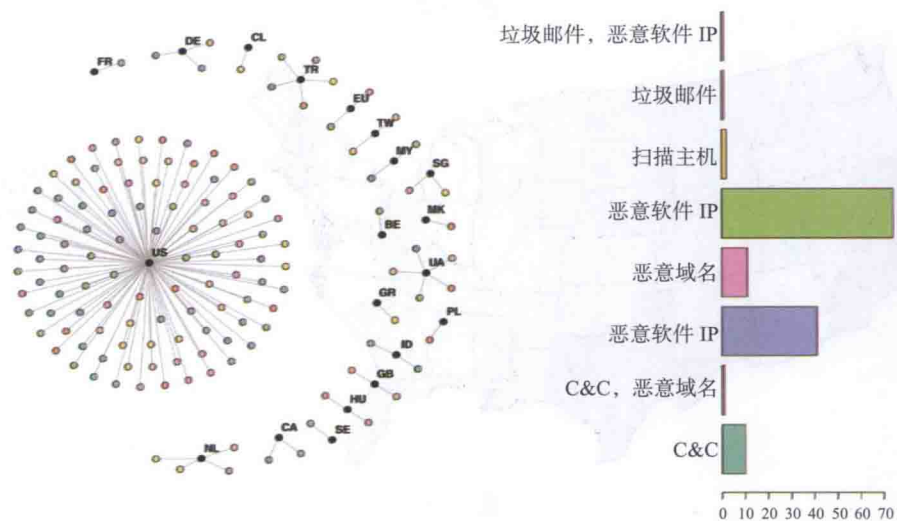 FR
DE
CL
TR
EU
TW
MY
SG
MK
BE
UA
GR
PL
ID
GB
HU
SE
CA
NL
US
垃圾邮件，恶意软件 IP
垃圾邮件
扫描主机
恶意软件 IP
恶意域名
恶意软件 IP
C&C，恶意域名
C&C
0 10 20 30 40 50 60 70